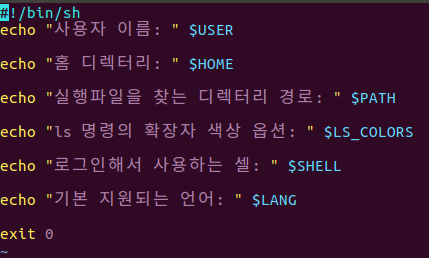 #!/bin/sh
echo "사용자 이름: " $USER
echo "홈 디렉터리: " $HOME
echo "실행파일을 찾는 디렉터리 경로: " $PATH
echo "ls 명령의 확장자 색상 옵션: " $LS_COLORS
echo "로그인해서 사용하는 셸: " $SHELL
echo "기본 지원되는 언어: " $LANG
exit 0
~